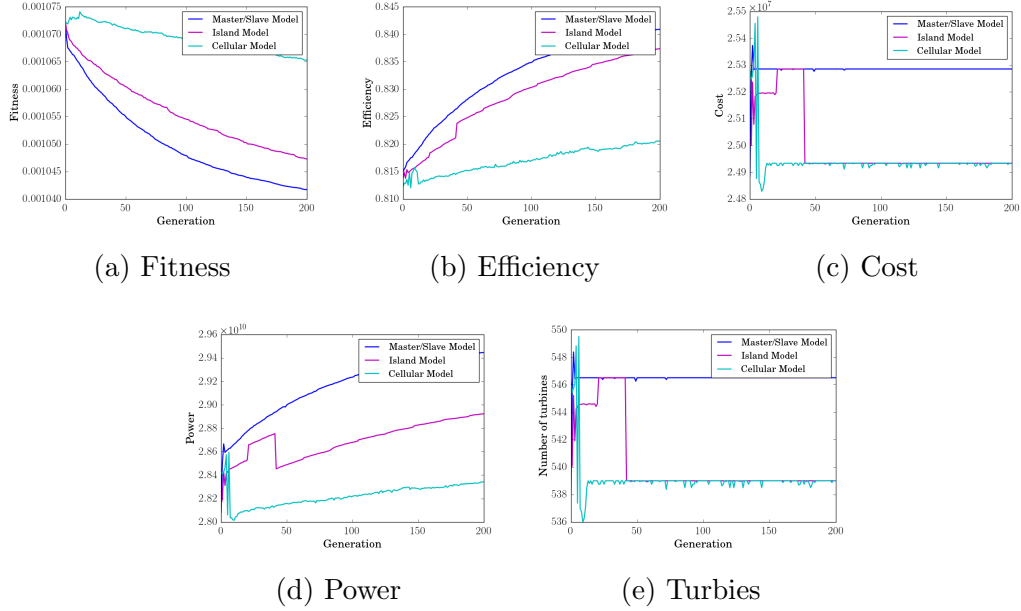 0.001075
0.001070
0.001065
0.001060
0.001055
0.001050
0.001045
0.001040
0 50 100 150 200
Fitness
Generation
Master/Slave Model
Island Model
Cellular Model
(a) Fitness
0.845
0.840
0.835
0.830
0.825
0.820
0.815
0.810
0 50 100 150 200
Efficiency
Generation
Master/Slave Model
Island Model
Cellular Model
(b) Efficiency
×10⁷
2.55
2.54
2.53
2.52
2.51
2.50
2.49
2.48
0 50 100 150 200
Cost
Generation
Master/Slave Model
Island Model
Cellular Model
(c) Cost
×10¹⁰
2.96
2.94
2.92
2.90
2.88
2.86
2.84
2.82
2.80
0 50 100 150 200
Power
Generation
Master/Slave Model
Island Model
Cellular Model
(d) Power
550
548
546
544
542
540
538
536
0 50 100 150 200
Number of turbines
Generation
Master/Slave Model
Island Model
Cellular Model
(e) Turbies